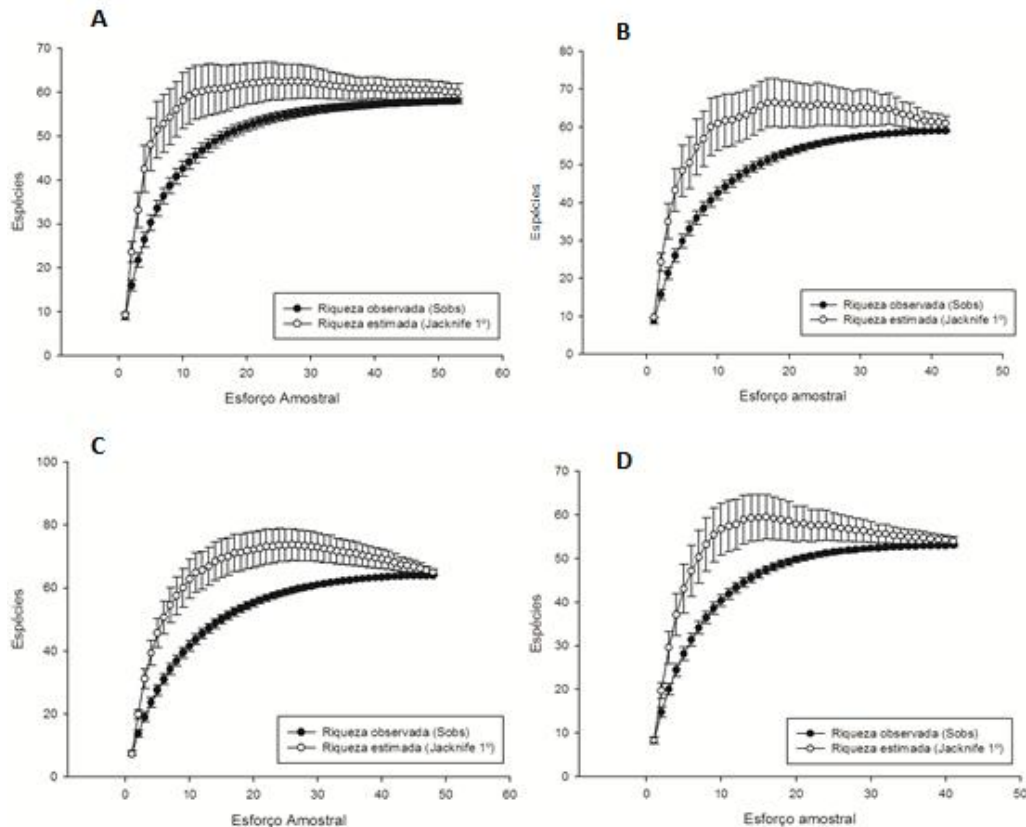 A
70
60
50
40
30
20
10
0
Espécies
Riqueza observada (Sobs)
Riqueza estimada (Jacknife 1º)
0 10 20 30 40 50 60
Esforço Amostral
B
80
70
60
50
40
30
20
10
0
Espécies
Riqueza observada (Sobs)
Riqueza estimada (Jacknife 1º)
0 10 20 30 40 50
Esforço amostral
C
100
80
60
40
20
0
Espécies
Riqueza observada (Sobs)
Riqueza estimada (Jacknife 1º)
0 10 20 30 40 50 60
Esforço Amostral
D
70
60
50
40
30
20
10
0
Espécies
Riqueza observada (Sobs)
Riqueza estimada (Jacknife 1º)
0 10 20 30 40 50
Esforço amostral